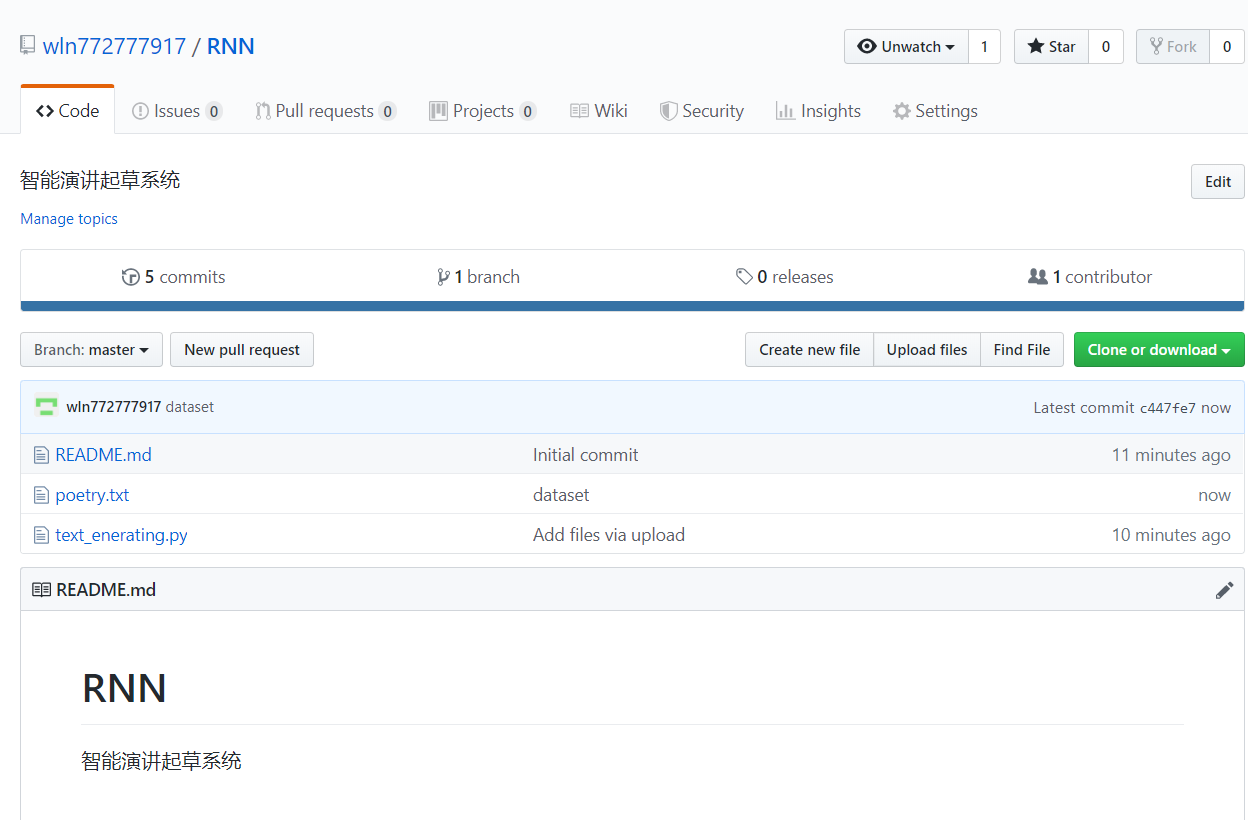 wln772777917 / RNN
Unwatch 1 Star 0 Fork 0
Code Issues 0 Pull requests 0 Projects 0 Wiki Security Insights Settings
智能演讲起草系统
Edit
Manage topics
5 commits 1 branch 0 releases 1 contributor
Branch: master New pull request Create new file Upload files Find File Clone or download
wln772777917 dataset Latest commit c447fe7 now
README.md Initial commit 11 minutes ago
poetry.txt dataset now
text_enerating.py Add files via upload 10 minutes ago
README.md
RNN
智能演讲起草系统